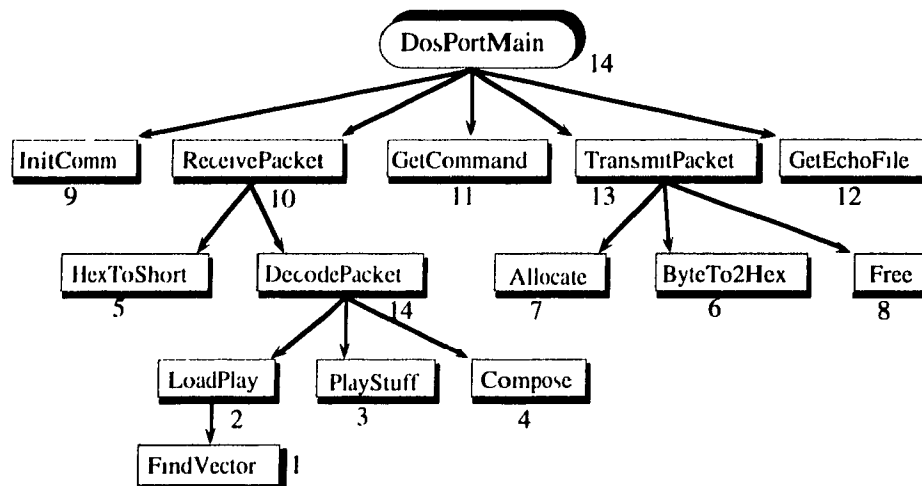 DosPortMain
14
InitComm
ReceivePacket
GetCommand
TransmitPacket
GetEchoFile
9
10
11
13
12
HexToShort
DecodePacket
Allocate
ByteTo2Hex
Free
5
14
7
6
8
LoadPlay
PlayStuff
Compose
2
3
4
FindVector
1